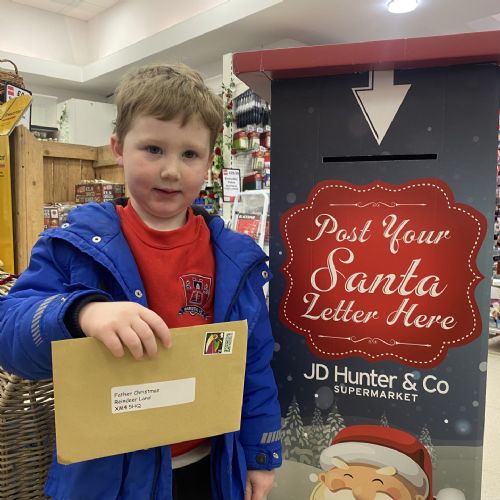 Post Your
Santa
Letter Here
JD Hunter & Co
SUPERMARKET
Father Christmas
Reindeer Land
XM4 5HQ